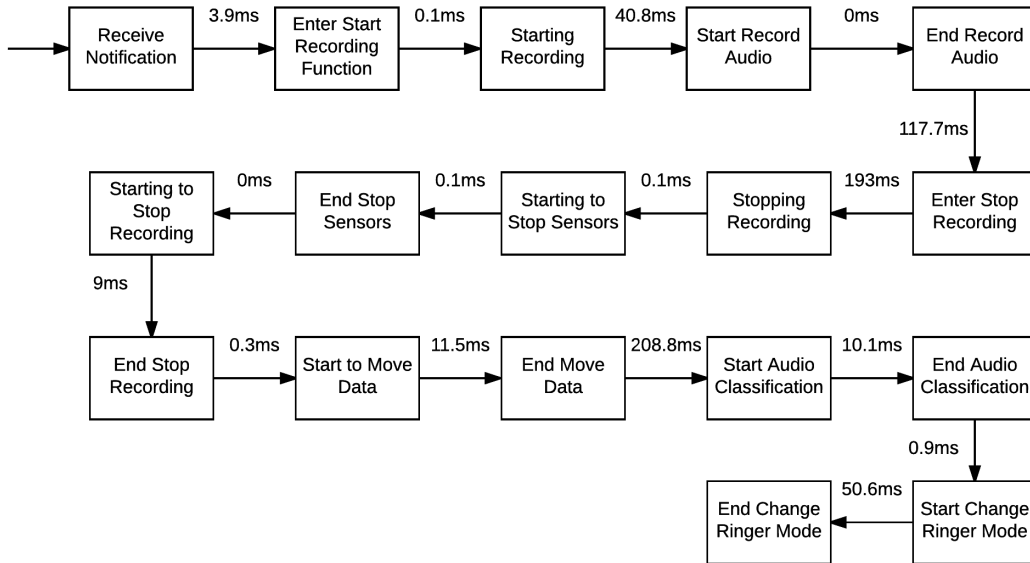 3.9ms
0.1ms
40.8ms
0ms
Receive
Notification
Enter Start
Recording
Function
Starting
Recording
Start Record
Audio
End Record
Audio
117.7ms
193ms
0.1ms
0.1ms
0ms
Enter Stop
Recording
Stopping
Recording
Starting to
Stop Sensors
End Stop
Sensors
Starting to
Stop
Recording
9ms
0.3ms
11.5ms
208.8ms
10.1ms
End Stop
Recording
Start to Move
Data
End Move
Data
Start Audio
Classification
End Audio
Classification
0.9ms
50.6ms
Start Change
Ringer Mode
End Change
Ringer Mode